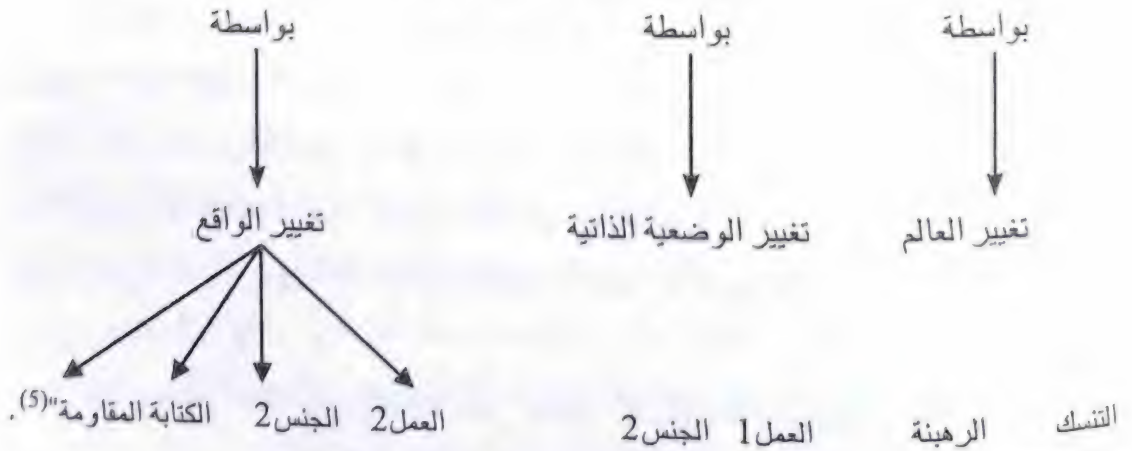 بواسطة بواسطة بواسطة
تغيير العالم تغيير الوضعية الذاتية تغيير الواقع
التنسك الرهبنة العمل1 الجنس2 العمل2 الجنس2 الكتابة المقاومة"(5).